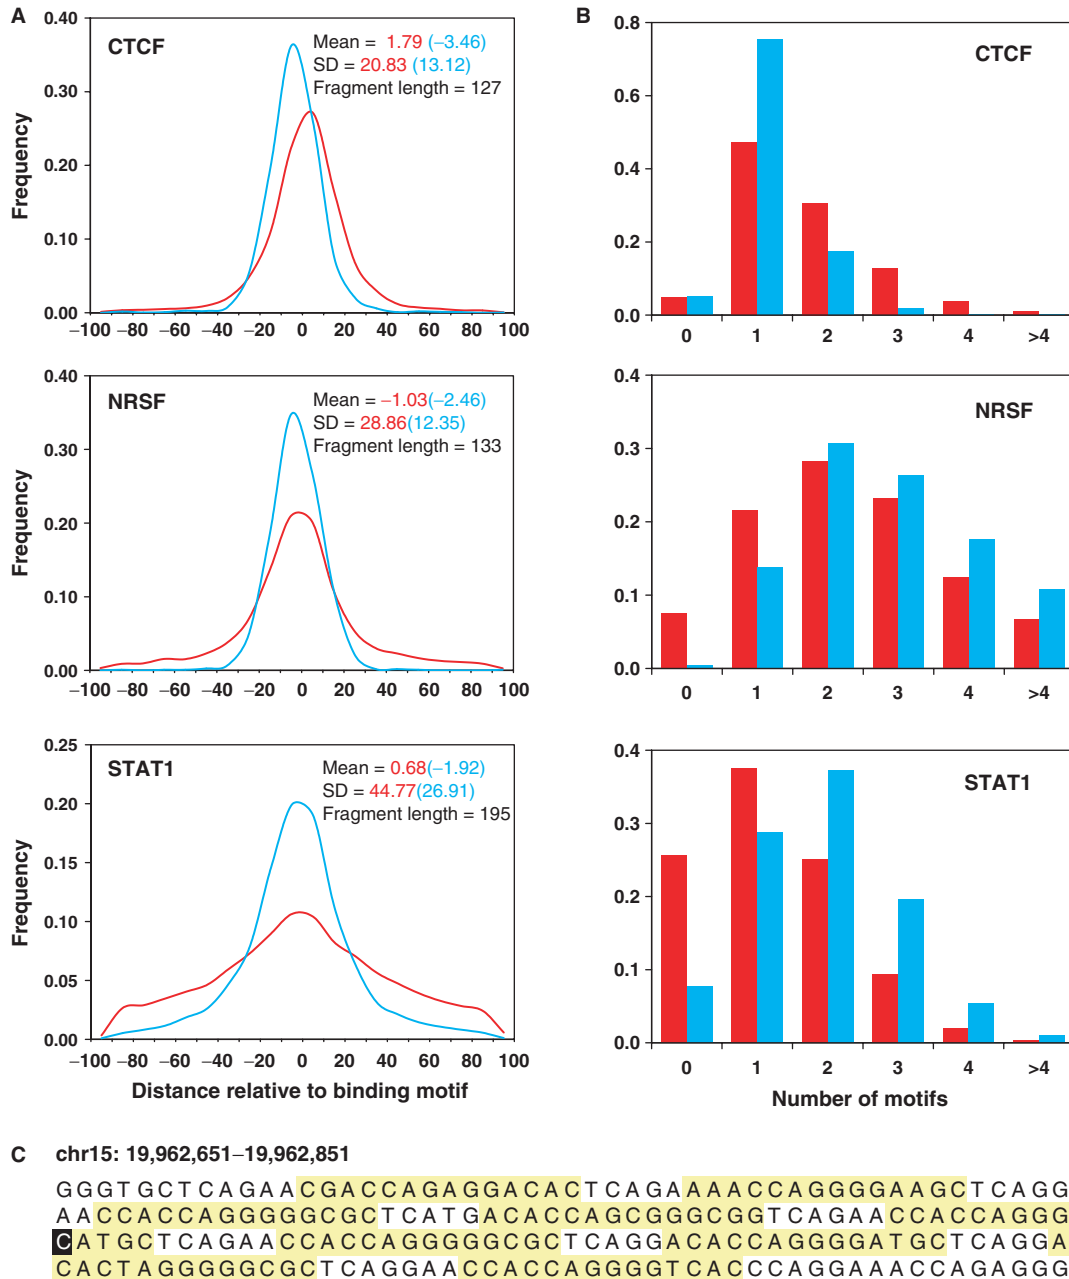 A
0.40
CTCF
Mean = 1.79 (−3.46)
SD = 20.83 (13.12)
Fragment length = 127
0.30
0.20
0.10
0.00
Frequency
−100 −80 −60 −40 −20 0 20 40 60 80 100
B
0.8
CTCF
0.6
0.4
0.2
0.0
0 1 2 3 4 >4
0.40
NRSF
Mean = −1.03(−2.46)
SD = 28.86(12.35)
Fragment length = 133
0.30
0.20
0.10
0.00
Frequency
−100 −80 −60 −40 −20 0 20 40 60 80 100
0.4
NRSF
0.3
0.2
0.1
0.0
0 1 2 3 4 >4
0.25
STAT1
Mean = 0.68(−1.92)
SD = 44.77(26.91)
Fragment length = 195
0.20
0.15
0.10
0.05
0.00
Frequency
−100 −80 −60 −40 −20 0 20 40 60 80 100
Distance relative to binding motif
0.4
STAT1
0.3
0.2
0.1
0.0
0 1 2 3 4 >4
Number of motifs
C chr15: 19,962,651–19,962,851
GGGTGCTCAGAACGACCAGAGGACACTCAGAAAACCAGGGGAAGCTCAGG
AACCACCAGGGGGCGCTCATGACACCAGCGGGCGGTCAGAACCACCAGGG
CATGCTCAGAACCACCAGGGGGCGCTCAGGACACCAGGGGATGCTCAGGA
CACTAGGGGGCGCTCAGGAACCACCAGGGGTCACCCAGGAAACCAGAGGG